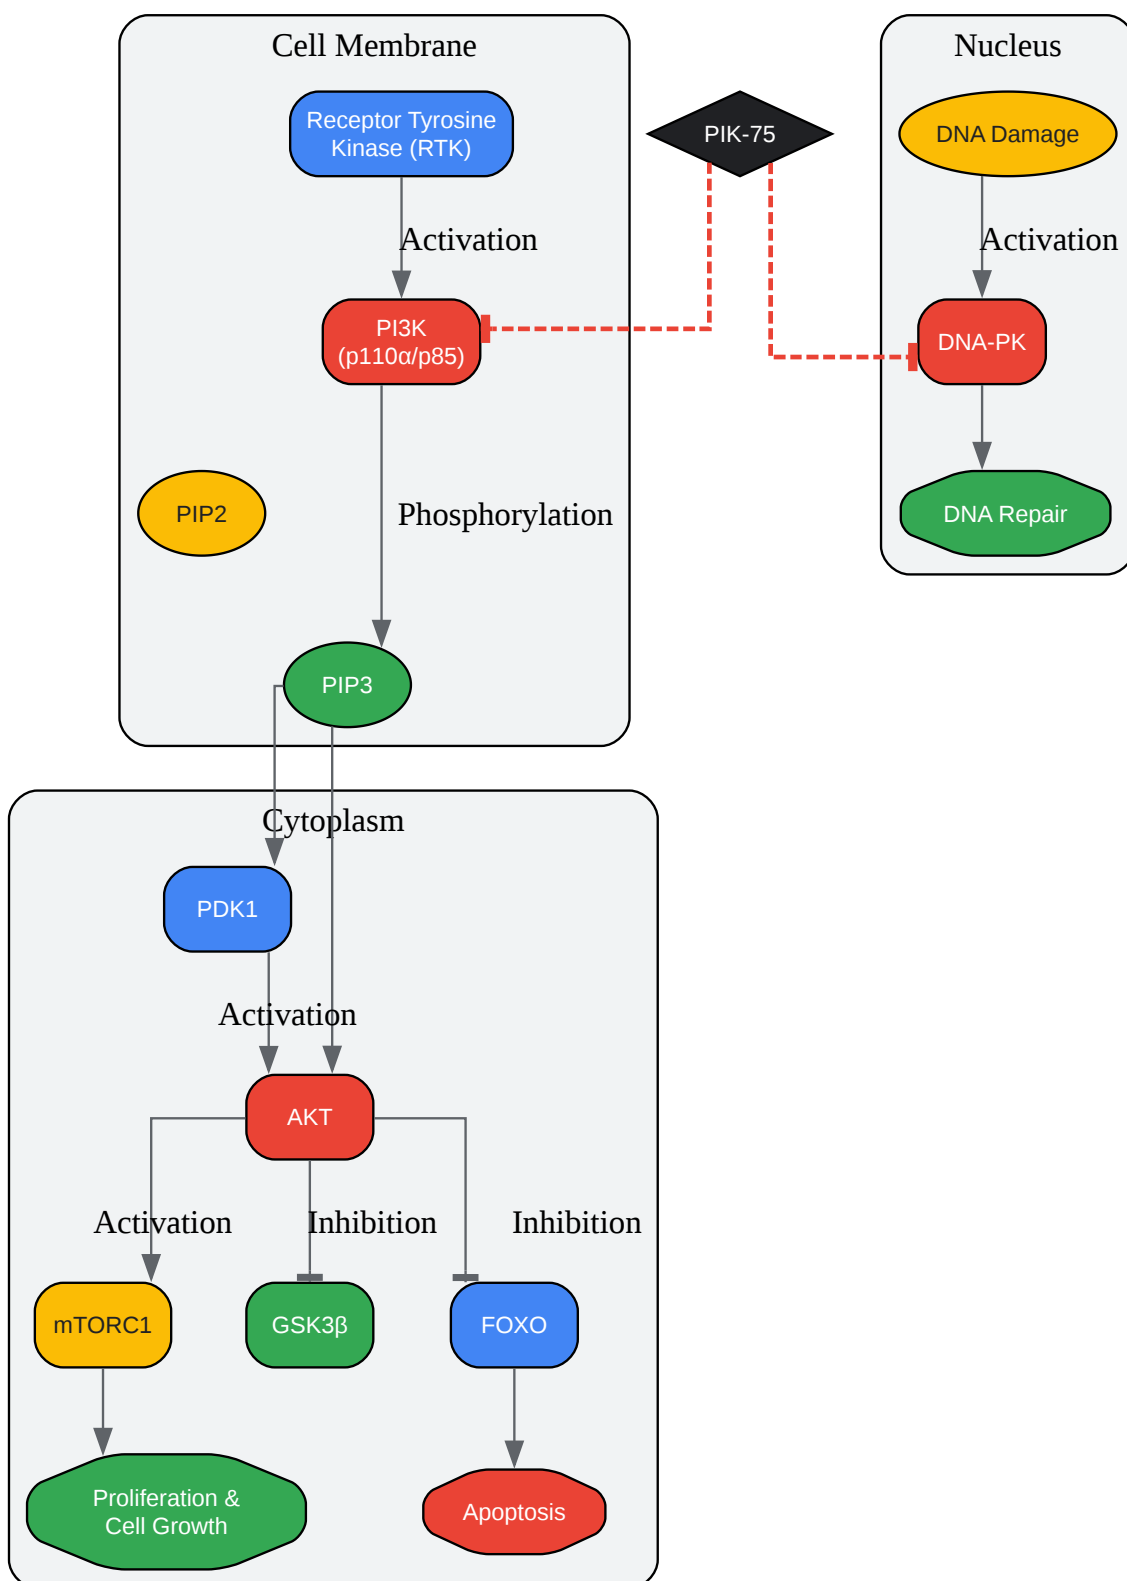 Cell Membrane
Receptor Tyrosine
Kinase (RTK)
Activation
PI3K
(p110α/p85)
PIP2
Phosphorylation
PIP3
PIK-75
Nucleus
DNA Damage
Activation
DNA-PK
DNA Repair
Cytoplasm
PDK1
Activation
AKT
Activation
Inhibition
Inhibition
mTORC1
GSK3β
FOXO
Proliferation &
Cell Growth
Apoptosis